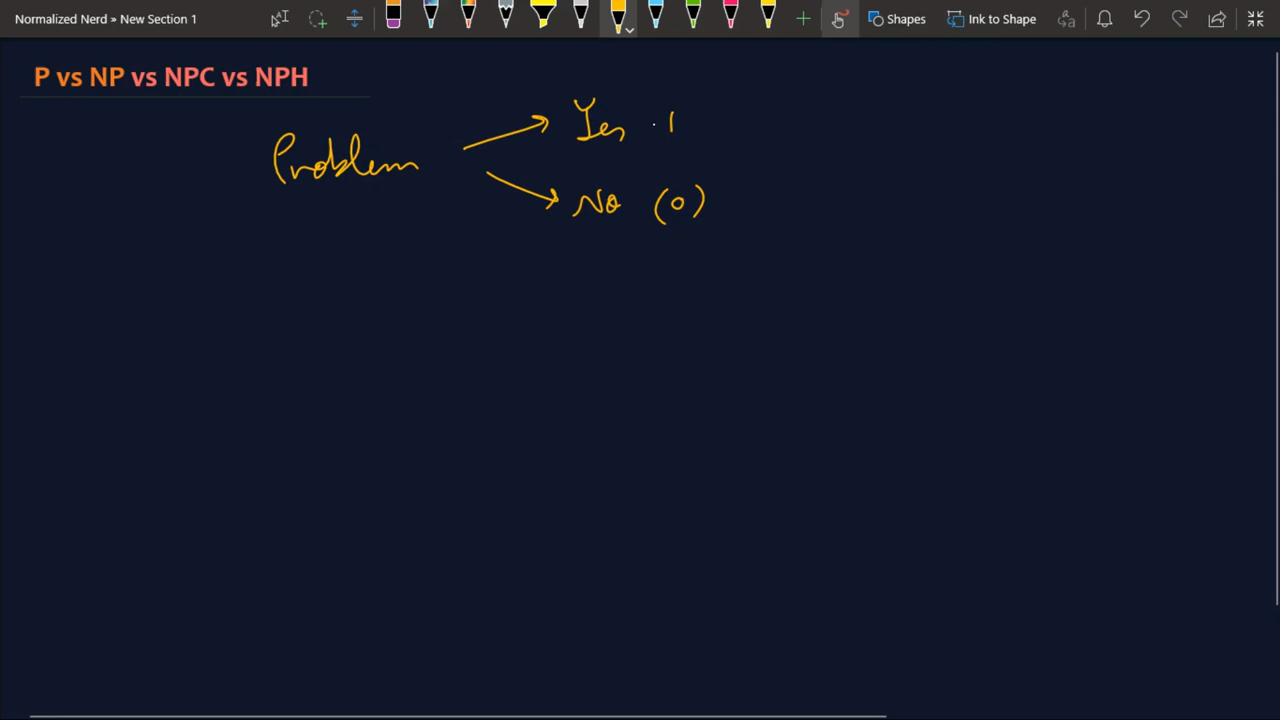 Normalized Nerd » New Section 1
Shapes
Ink to Shape
P vs NP vs NPC vs NPH
Problem
Yes 1
No (0)